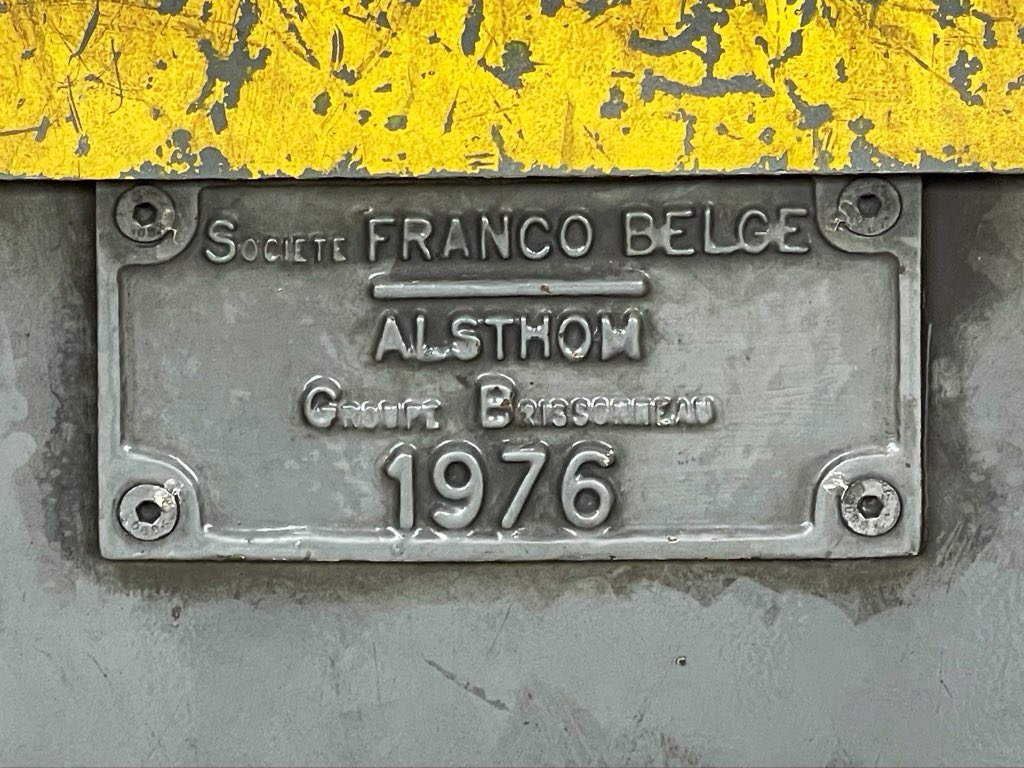 SOCIETE FRANCO BELGE
ALSTHOM
GROUPE BRISSONNEAU
1976